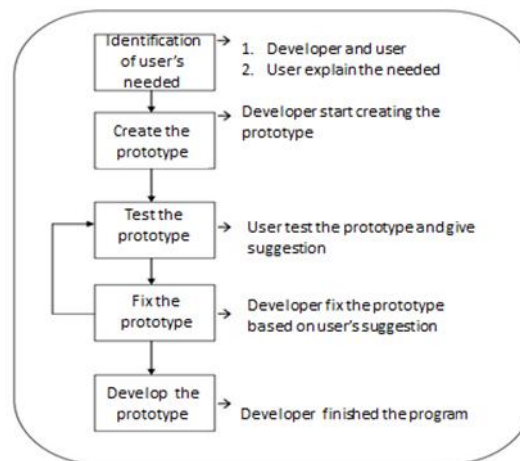 Identification
of user's
needed
1. Developer and user
2. User explain the needed
Create the
prototype
Developer start creating the
prototype
Test the
prototype
User test the prototype and give
suggestion
Fix the
prototype
Developer fix the prototype
based on user's suggestion
Develop the
prototype
Developer finished the program